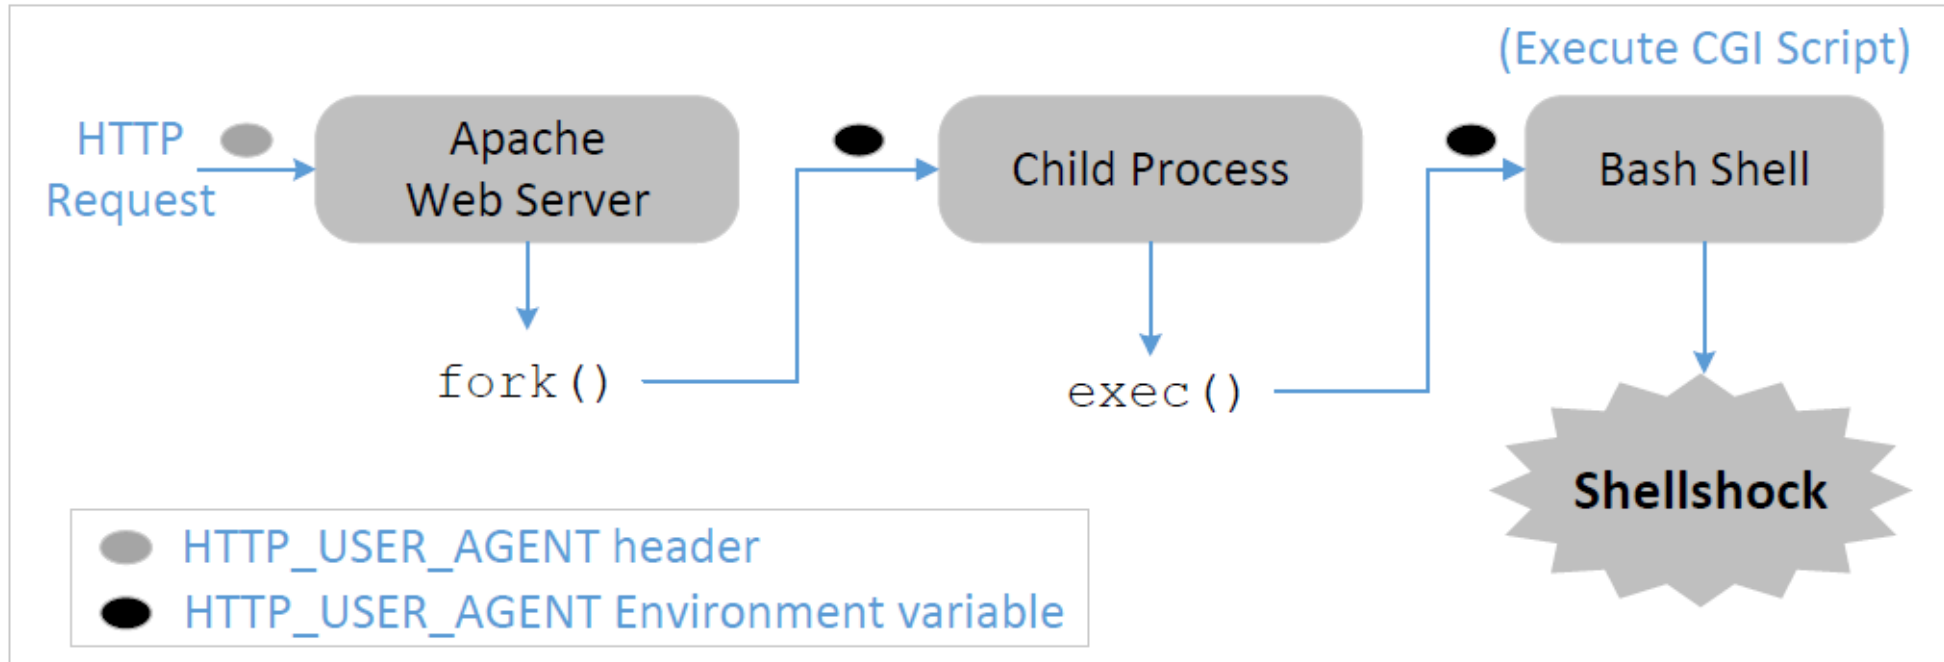 (Execute CGI Script)
HTTP
Request
Apache
Web Server
Child Process
Bash Shell
fork()
exec()
Shellshock
HTTP_USER_AGENT header
HTTP_USER_AGENT Environment variable